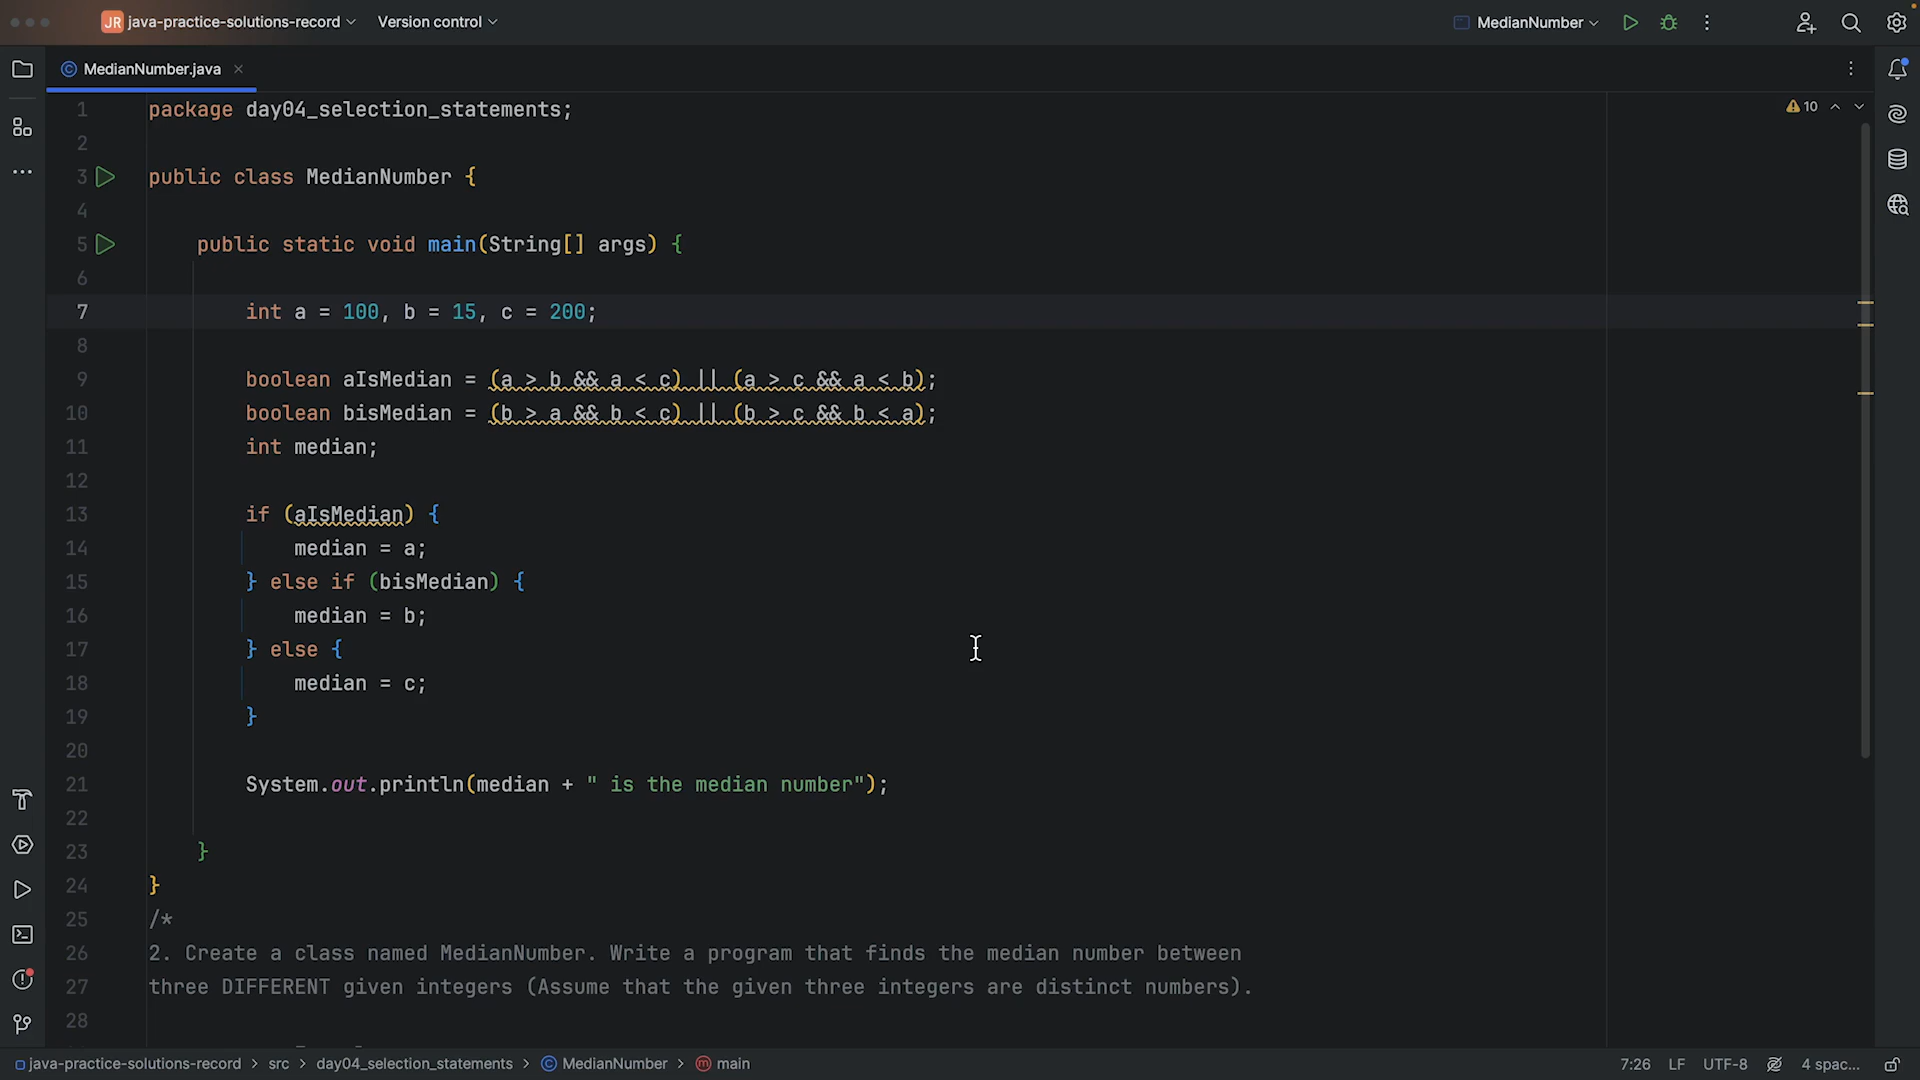 JR java-practice-solutions-record Version control MedianNumber
MedianNumber.java
10
1 package day04_selection_statements;
2
3 public class MedianNumber {
4
5 public static void main(String[] args) {
6
7 int a = 100, b = 15, c = 200;
8
9 boolean aIsMedian = (a > b && a < c) || (a > c && a < b);
10 boolean bisMedian = (b > a && b < c) || (b > c && b < a);
11 int median;
12
13 if (aIsMedian) {
14 median = a;
15 } else if (bisMedian) {
16 median = b;
17 } else {
18 median = c;
19 }
20
21 System.out.println(median + " is the median number");
22
23 }
24 }
25 /*
26 2. Create a class named MedianNumber. Write a program that finds the median number between
27 three DIFFERENT given integers (Assume that the given three integers are distinct numbers).
28
java-practice-solutions-record > src > day04_selection_statements > MedianNumber > main 7:26 LF UTF-8 4 spac...